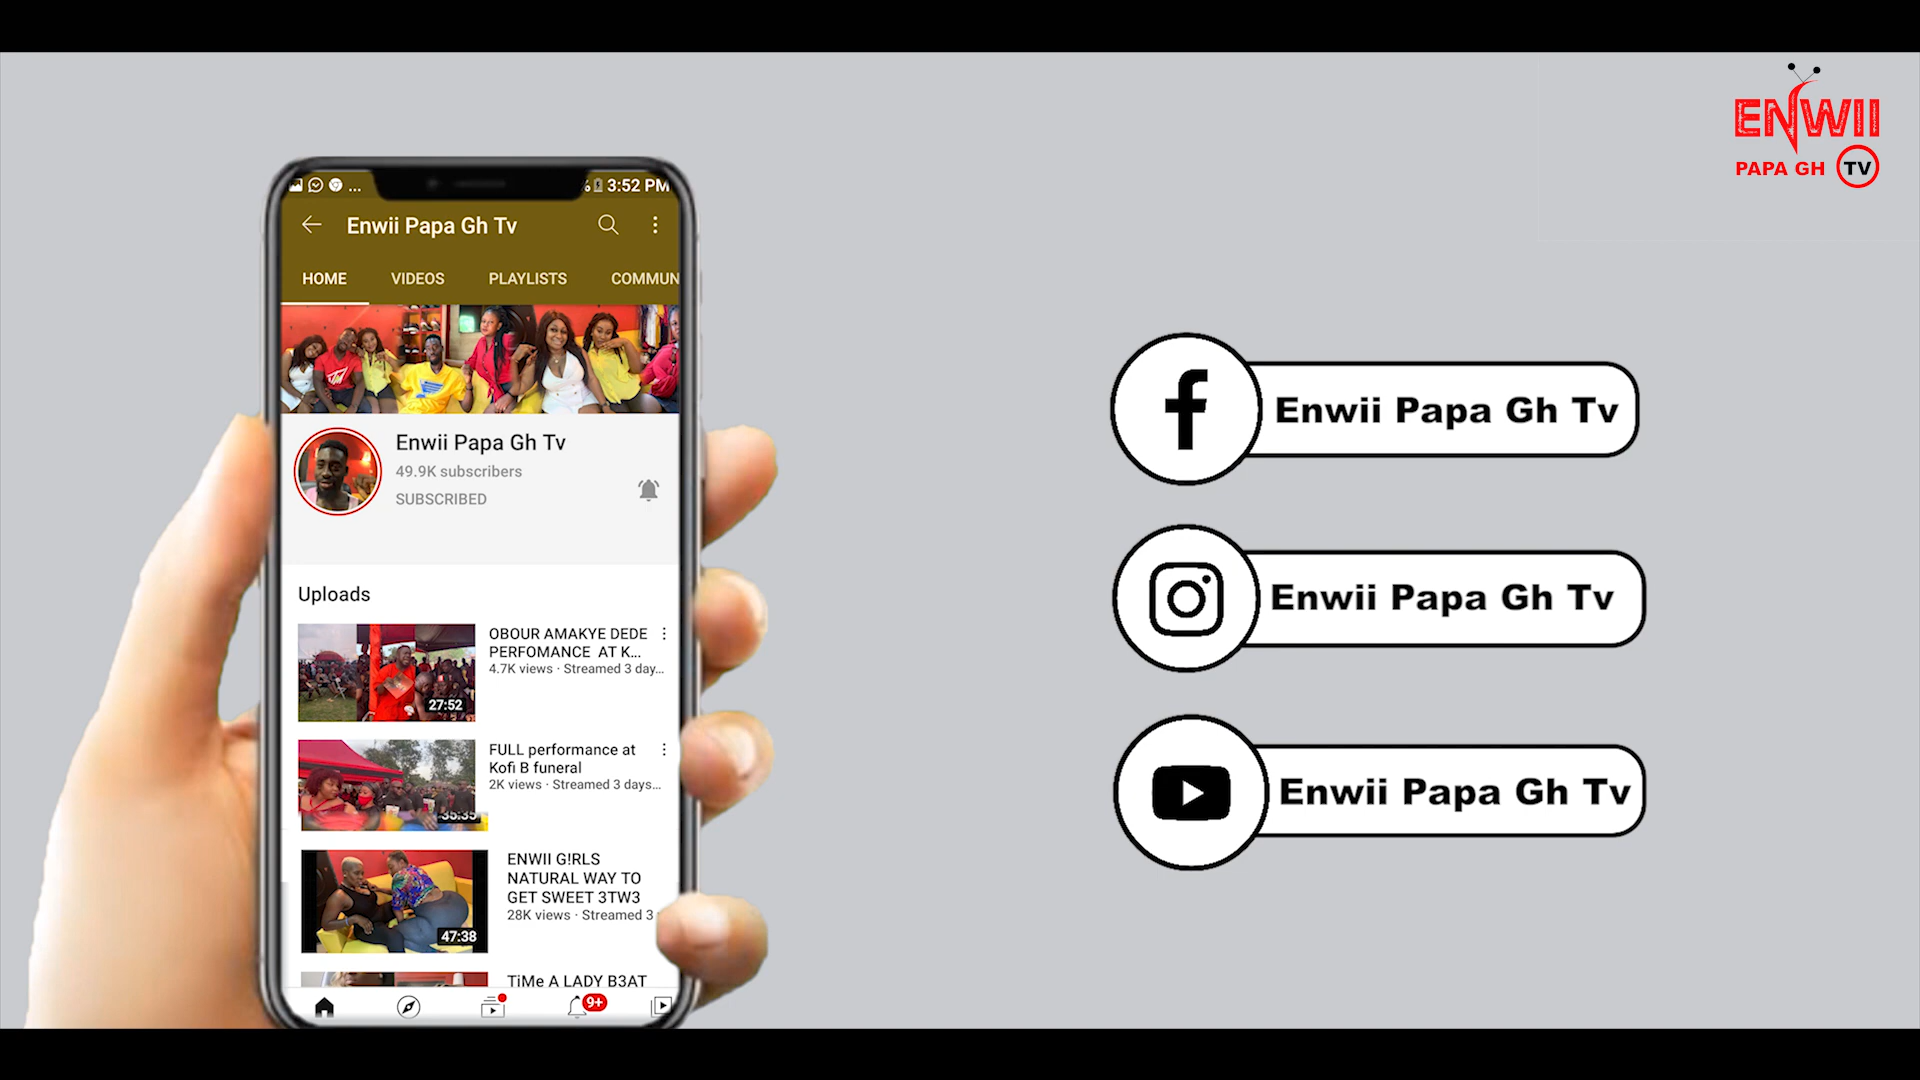 ENWII
PAPA GH TV
... % 3:52 PM
Enwii Papa Gh Tv
HOME VIDEOS PLAYLISTS COMMUN
Enwii Papa Gh Tv
49.9K subscribers
SUBSCRIBED
Uploads
OBOUR AMAKYE DEDE
PERFOMANCE AT K...
4.7K views · Streamed 3 day...
27:52
FULL performance at
Kofi B funeral
2K views · Streamed 3 days...
35:35
ENWII G!RLS
NATURAL WAY TO
GET SWEET 3TW3
28K views · Streamed 3
47:38
TiMe A LADY B3AT
9+
Enwii Papa Gh Tv
Enwii Papa Gh Tv
Enwii Papa Gh Tv